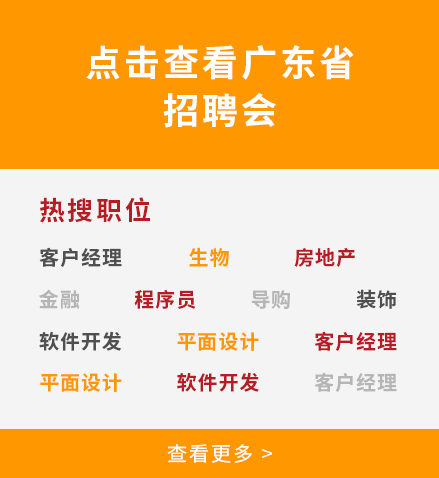 点击查看广东省
招聘会
热搜职位
客户经理 生物 房地产
金融 程序员 导购 装饰
软件开发 平面设计 客户经理
平面设计 软件开发 客户经理
查看更多 >